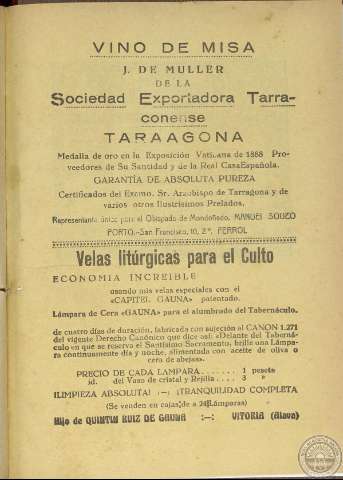 VINO DE MISA
J. DE MULLER
DE LA
Sociedad Exportadora Tarra-
conense
TARAAGONA
Medalla de oro en la Exposición Vaticana de 1888 Pro-
veedores de Su Santidad y de la Real CasaEspañola.
GARANTÍA DE ABSOLUTA PUREZA
Certificados del Excmo. Sr. Arzobispo de Tarragona y de
varios otros Ilustrísimos Prelados.
Representante único para el Obispado de Mondoñedo, MANUEL SOUZO
PORTO.-San Francisco, 10, 2º, FERROL
Velas litúrgicas para el Culto
ECONOMIA INCREIBLE
usando mis velas especiales con el
«CAPITEL GAUNA» patentado.
Lámpara de Cera «GAUNA» para el alumbrado del Tabernáculo.
de cuatro días de duración, fabricada con sujeción al CANON 1.271
del vigente Derecho Canónico que dice así: «Delante del Taberná-
culo en que se reserva el Santísimo Sacramento, brille una Lámpa-
ra continuamente día y noche, alimentada con aceite de oliva o
cera de abejas».
PRECIO DE CADA LAMPARA....... 1 peseta
id. del Vaso de cristal y Rejilla... 3 »
¡LIMPIEZA ABSOLUTA! :—: ¡TRANQUILIDAD COMPLETA
(Se venden en cajas de a 24 Lámparas)
Hijo de QUINTIN RUIZ DE GAUNA :—: VITORIA (Alava)